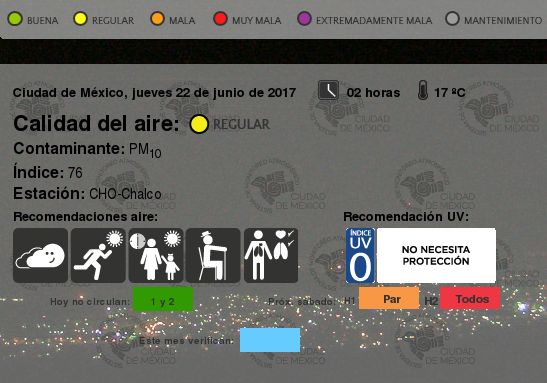 BUENA REGULAR MALA MUY MALA EXTREMADAMENTE MALA MANTENIMIENTO
Ciudad de México, jueves 22 de junio de 2017 02 horas 17 ºC
Calidad del aire: REGULAR
Contaminante: PM10
Índice: 76
Estación: CHO-Chalco
Recomendaciones aire: Recomendación UV:
ÍNDICE
UV
0
NO NECESITA
PROTECCIÓN
Hoy no circulan: 1 y 2 Próx. sábado: H1 Par H2 Todos
Este mes verifican:
CIUDAD
DE MÉXICO